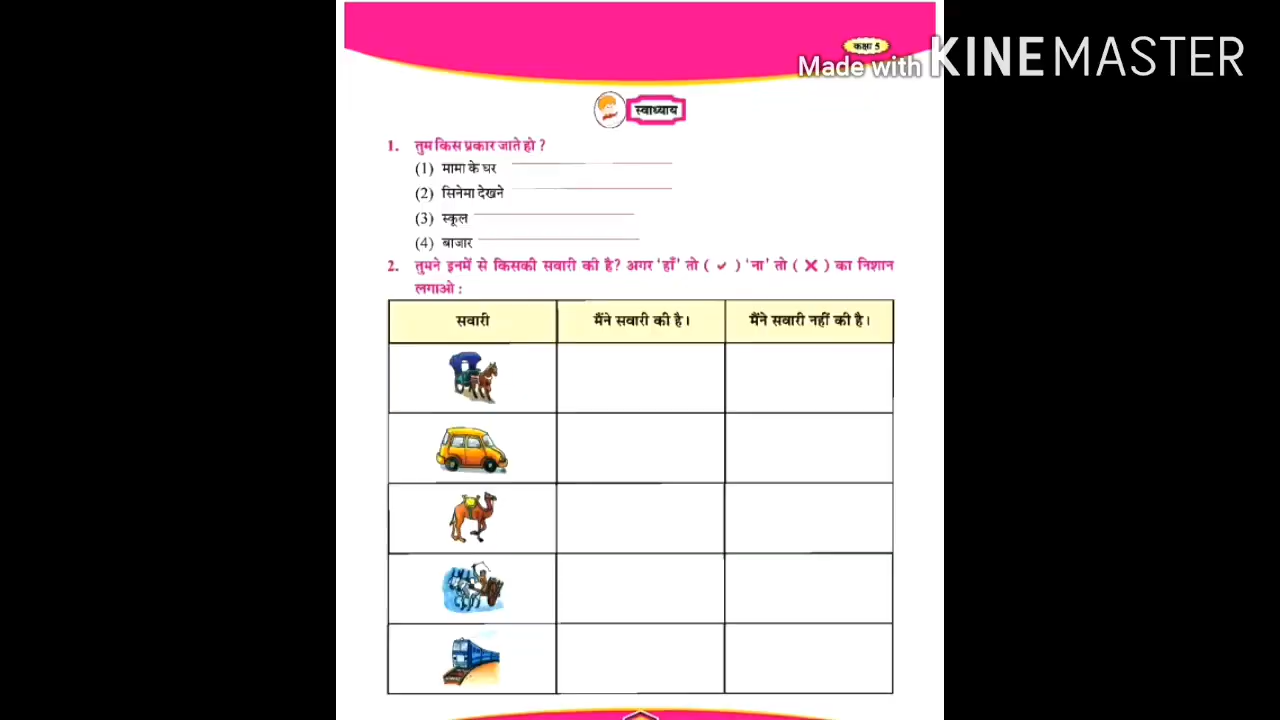 कक्षा 5
Made with KINEMASTER
स्वाध्याय
1. तुम किस प्रकार जाते हो ?
(1) मामा के घर
(2) सिनेमा देखने
(3) स्कूल
(4) बाजार
2. तुमने इनमें से किसकी सवारी की है? अगर 'हाँ' तो ( ✓ ) 'ना' तो ( ✗ ) का निशान
लगाओ :
सवारी मैंने सवारी की है। मैंने सवारी नहीं की है।